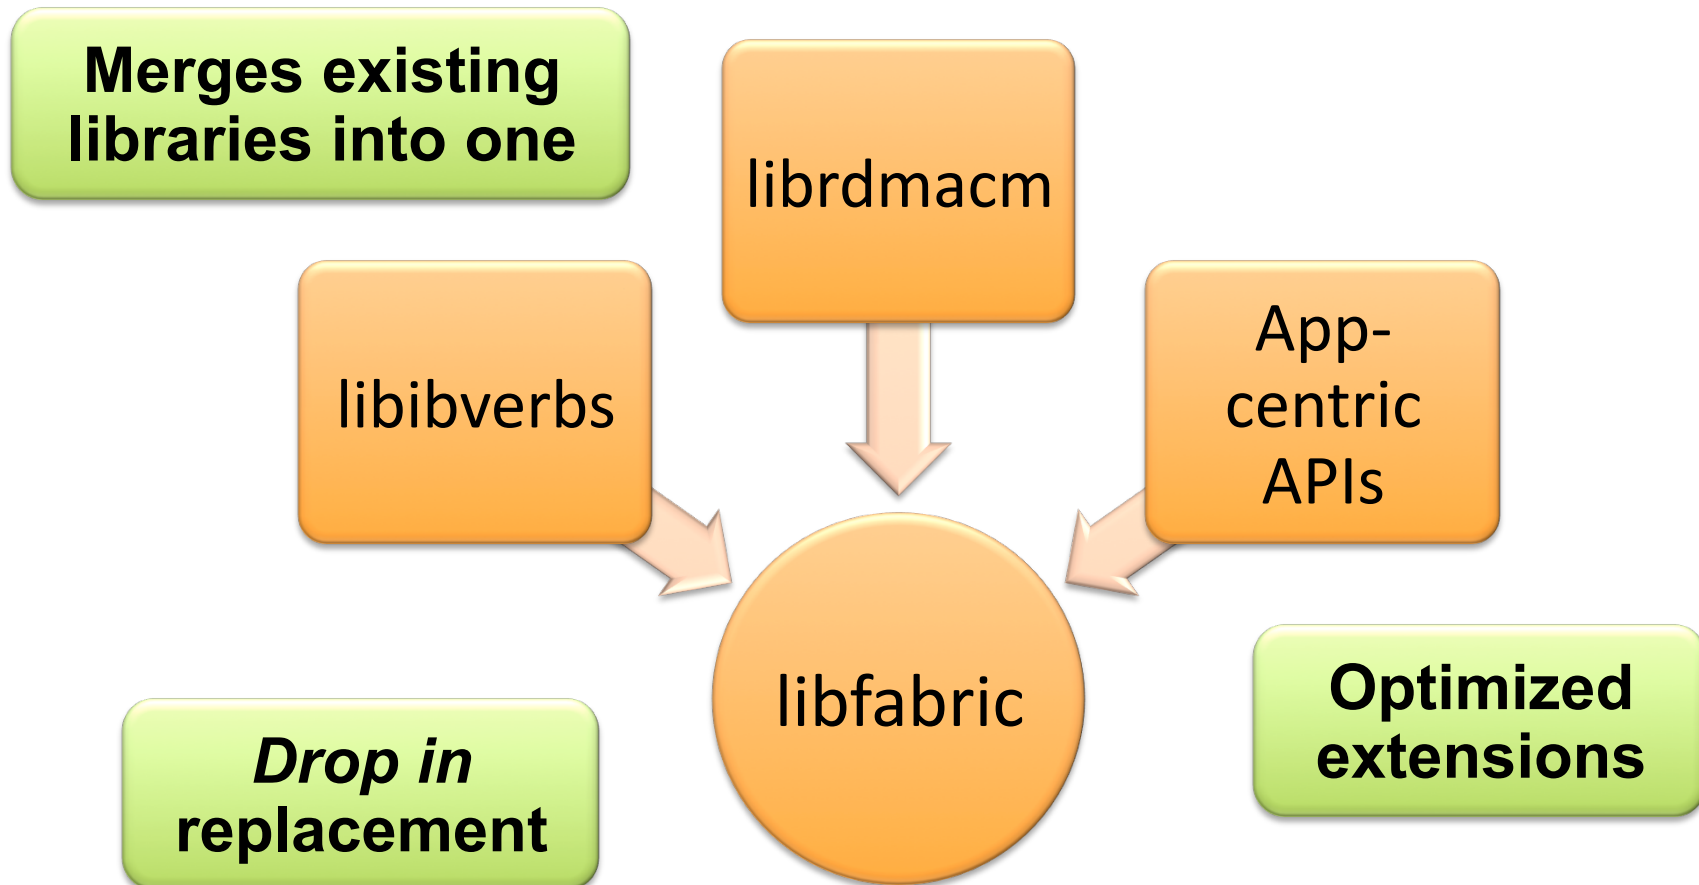 Merges existing
libraries into one
librdmacm
libibverbs
App-
centric
APIs
libfabric
Drop in
replacement
Optimized
extensions